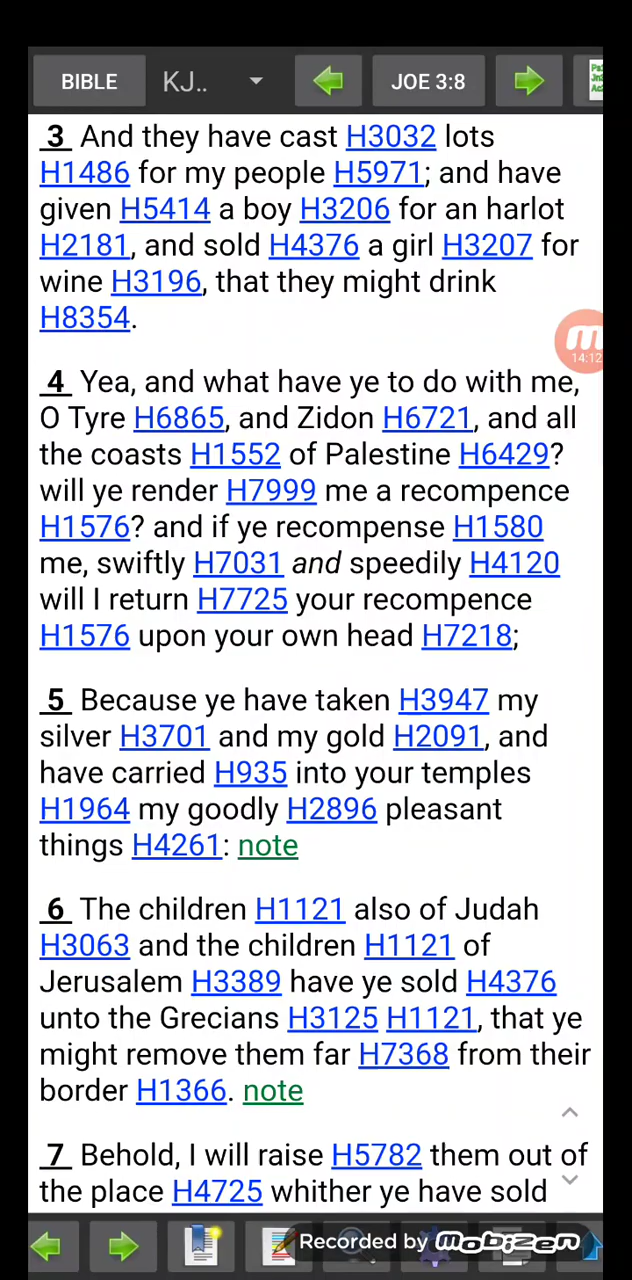 BIBLE KJ.. JOE 3:8
3 And they have cast H3032 lots
H1486 for my people H5971; and have
given H5414 a boy H3206 for an harlot
H2181, and sold H4376 a girl H3207 for
wine H3196, that they might drink
H8354.
14:12
4 Yea, and what have ye to do with me,
O Tyre H6865, and Zidon H6721, and all
the coasts H1552 of Palestine H6429?
will ye render H7999 me a recompence
H1576? and if ye recompense H1580
me, swiftly H7031 and speedily H4120
will I return H7725 your recompence
H1576 upon your own head H7218;
5 Because ye have taken H3947 my
silver H3701 and my gold H2091, and
have carried H935 into your temples
H1964 my goodly H2896 pleasant
things H4261: note
6 The children H1121 also of Judah
H3063 and the children H1121 of
Jerusalem H3389 have ye sold H4376
unto the Grecians H3125 H1121, that ye
might remove them far H7368 from their
border H1366. note
7 Behold, I will raise H5782 them out of
the place H4725 whither ye have sold
Recorded by Mobizen